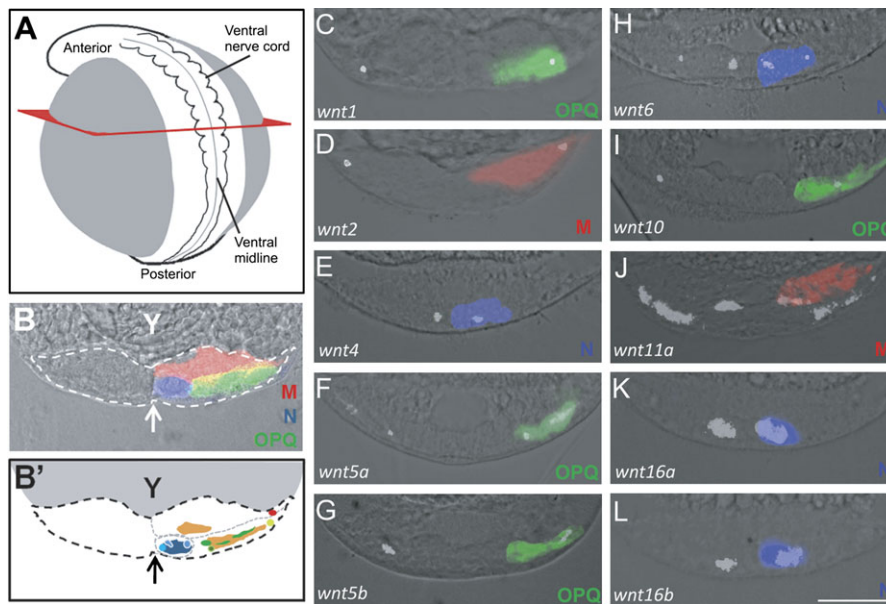 A
Anterior
Ventral
nerve cord
Ventral
midline
Posterior
B
Y
M
N
OPQ
B'
Y
C
wnt1
OPQ
D
wnt2
M
E
wnt4
N
F
wnt5a
OPQ
G
wnt5b
OPQ
H
wnt6
N
I
wnt10
OPQ
J
wnt11a
M
K
wnt16a
N
L
wnt16b
N